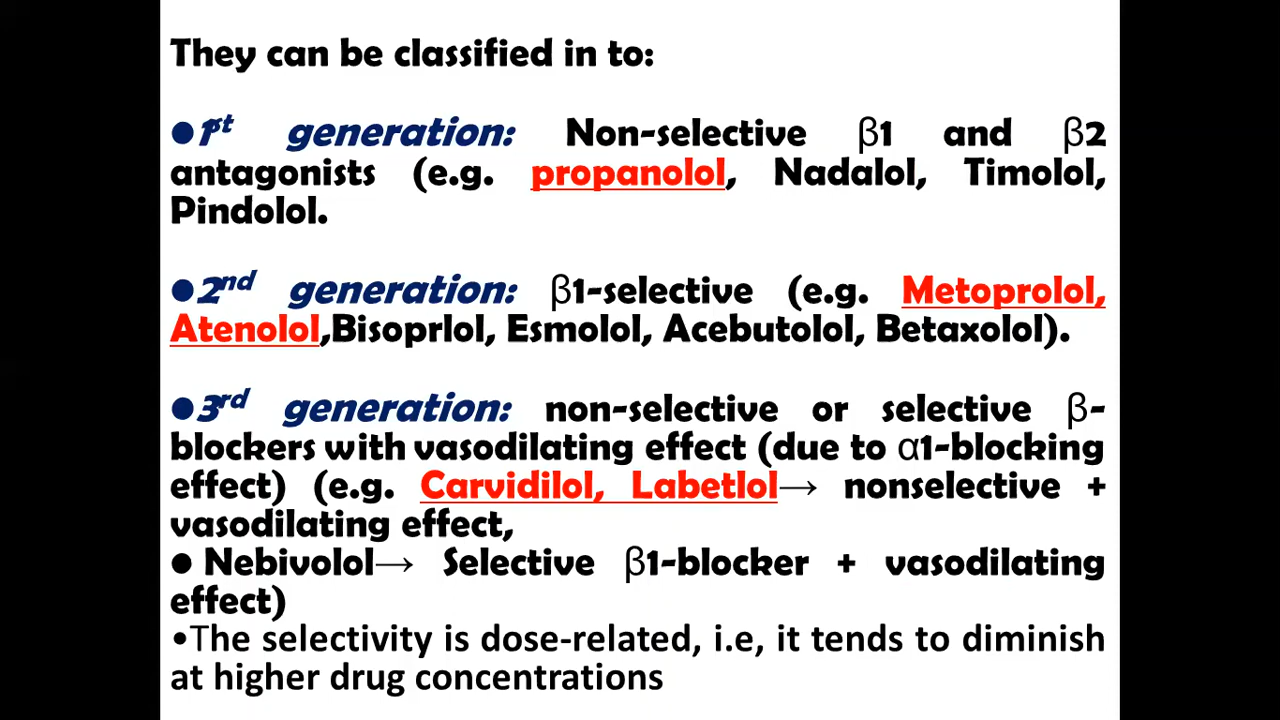 They can be classified in to:
●1st generation: Non-selective β1 and β2
antagonists (e.g. propanolol, Nadalol, Timolol,
Pindolol.
●2nd generation: β1-selective (e.g. Metoprolol,
Atenolol,Bisoprlol, Esmolol, Acebutolol, Betaxolol).
●3rd generation: non-selective or selective β-
blockers with vasodilating effect (due to α1-blocking
effect) (e.g. Carvidilol, Labetlol→ nonselective +
vasodilating effect,
● Nebivolol→ Selective β1-blocker + vasodilating
effect)
•The selectivity is dose-related, i.e, it tends to diminish
at higher drug concentrations